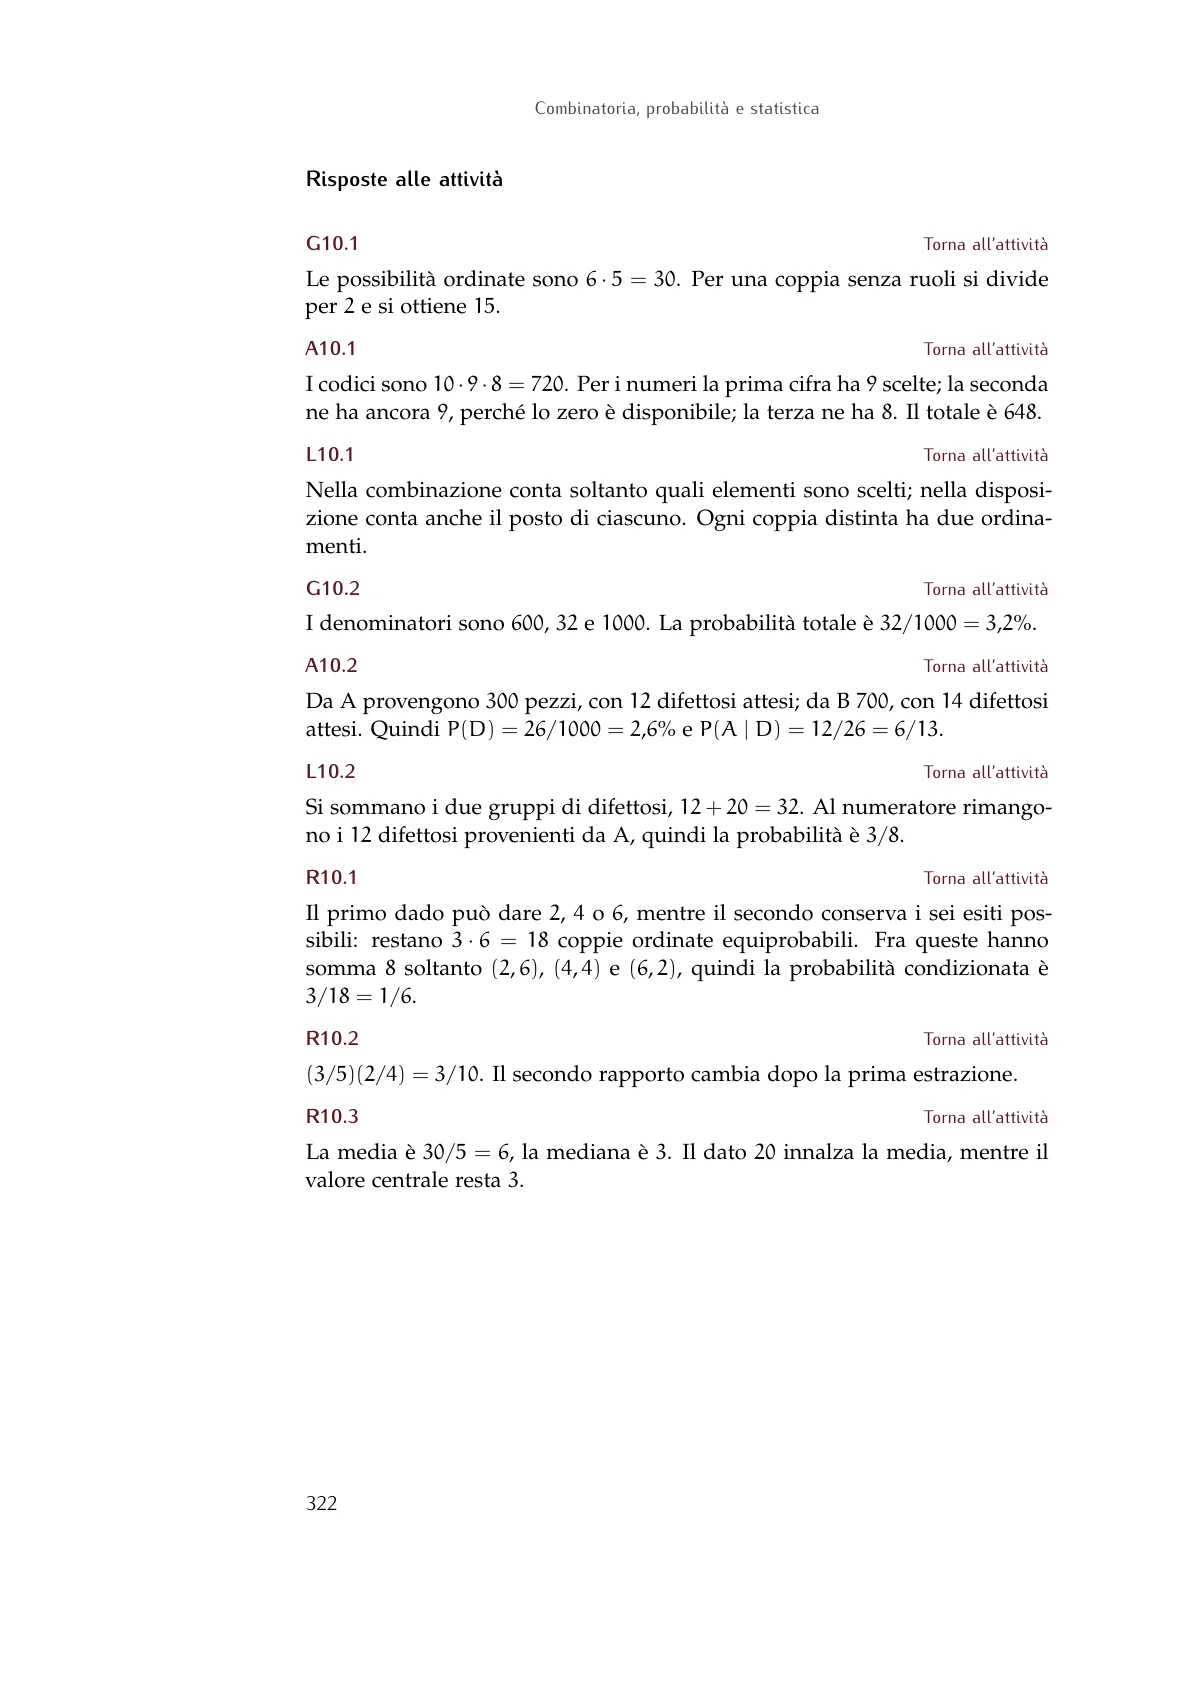 Combinatoria, probabilità e statistica
Risposte alle attività
G10.1 Torna all'attività
Le possibilità ordinate sono 6 · 5 = 30. Per una coppia senza ruoli si divide
per 2 e si ottiene 15.
A10.1 Torna all'attività
I codici sono 10 · 9 · 8 = 720. Per i numeri la prima cifra ha 9 scelte; la seconda
ne ha ancora 9, perché lo zero è disponibile; la terza ne ha 8. Il totale è 648.
L10.1 Torna all'attività
Nella combinazione conta soltanto quali elementi sono scelti; nella disposi-
zione conta anche il posto di ciascuno. Ogni coppia distinta ha due ordina-
menti.
G10.2 Torna all'attività
I denominatori sono 600, 32 e 1000. La probabilità totale è 32/1000 = 3,2%.
A10.2 Torna all'attività
Da A provengono 300 pezzi, con 12 difettosi attesi; da B 700, con 14 difettosi
attesi. Quindi P(D) = 26/1000 = 2,6% e P(A | D) = 12/26 = 6/13.
L10.2 Torna all'attività
Si sommano i due gruppi di difettosi, 12 + 20 = 32. Al numeratore rimango-
no i 12 difettosi provenienti da A, quindi la probabilità è 3/8.
R10.1 Torna all'attività
Il primo dado può dare 2, 4 o 6, mentre il secondo conserva i sei esiti pos-
sibili: restano 3 · 6 = 18 coppie ordinate equiprobabili. Fra queste hanno
somma 8 soltanto (2, 6), (4, 4) e (6, 2), quindi la probabilità condizionata è
3/18 = 1/6.
R10.2 Torna all'attività
(3/5)(2/4) = 3/10. Il secondo rapporto cambia dopo la prima estrazione.
R10.3 Torna all'attività
La media è 30/5 = 6, la mediana è 3. Il dato 20 innalza la media, mentre il
valore centrale resta 3.
322